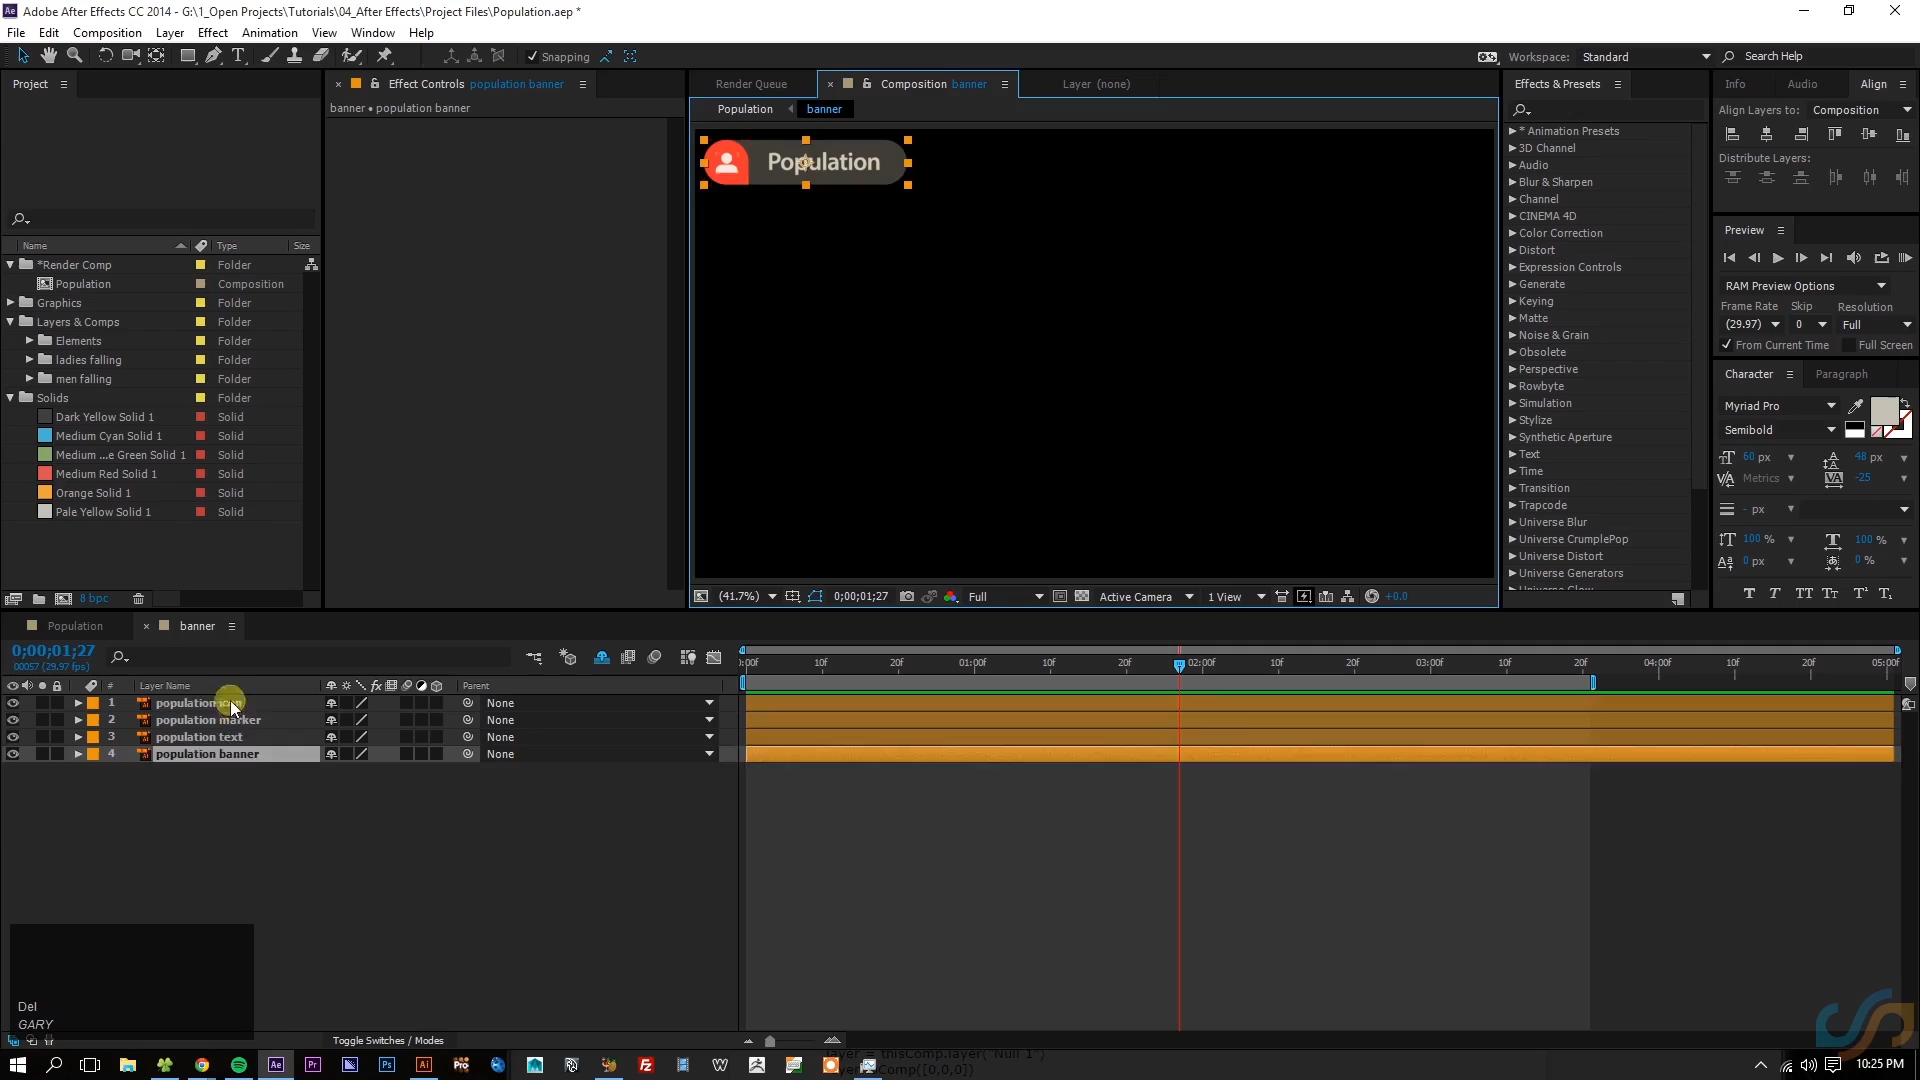 Adobe After Effects CC 2014 - G:\1_Open Projects\Tutorials\04_After Effects\Project Files\Population.aep *
File Edit Composition Layer Effect Animation View Window Help
Snapping
Workspace: Standard
Search Help
Project
Name Type Size
*Render Comp Folder
Population Composition
Graphics Folder
Layers & Comps Folder
Elements Folder
ladies falling Folder
men falling Folder
Solids Folder
Dark Yellow Solid 1 Solid
Medium Cyan Solid 1 Solid
Medium ...e Green Solid 1 Solid
Medium Red Solid 1 Solid
Orange Solid 1 Solid
Pale Yellow Solid 1 Solid
8 bpc
Effect Controls population banner
banner • population banner
Render Queue Composition banner Layer (none)
Population banner
Population
(41.7%) 0;00;01;27 Full Active Camera 1 View +0.0
Effects & Presets
* Animation Presets
3D Channel
Audio
Blur & Sharpen
Channel
CINEMA 4D
Color Correction
Distort
Expression Controls
Generate
Keying
Matte
Noise & Grain
Obsolete
Perspective
Rowbyte
Simulation
Stylize
Synthetic Aperture
Text
Time
Transition
Trapcode
Universe Blur
Universe CrumplePop
Universe Distort
Universe Generators
Universe Glow
Info Audio Align
Align Layers to: Composition
Distribute Layers:
Preview
RAM Preview Options
Frame Rate Skip Resolution
(29.97) 0 Full
From Current Time Full Screen
Character Paragraph
Myriad Pro
Semibold
60 px 48 px
Metrics -25
- px
100 % 100 %
0 px 0 %
Population banner
0;00;01;27
00057 (29.97 fps)
# Layer Name Parent
1 population None
2 population marker None
3 population text None
4 population banner None
):00f 10f 20f 01:00f 10f 20f 02:00f 10f 20f 03:00f 10f 20f 04:00f 10f 20f 05:00f
Del
GARY
Toggle Switches / Modes
layer = thisComp.layer("Null 1")
Comp([0,0,0])
10:25 PM